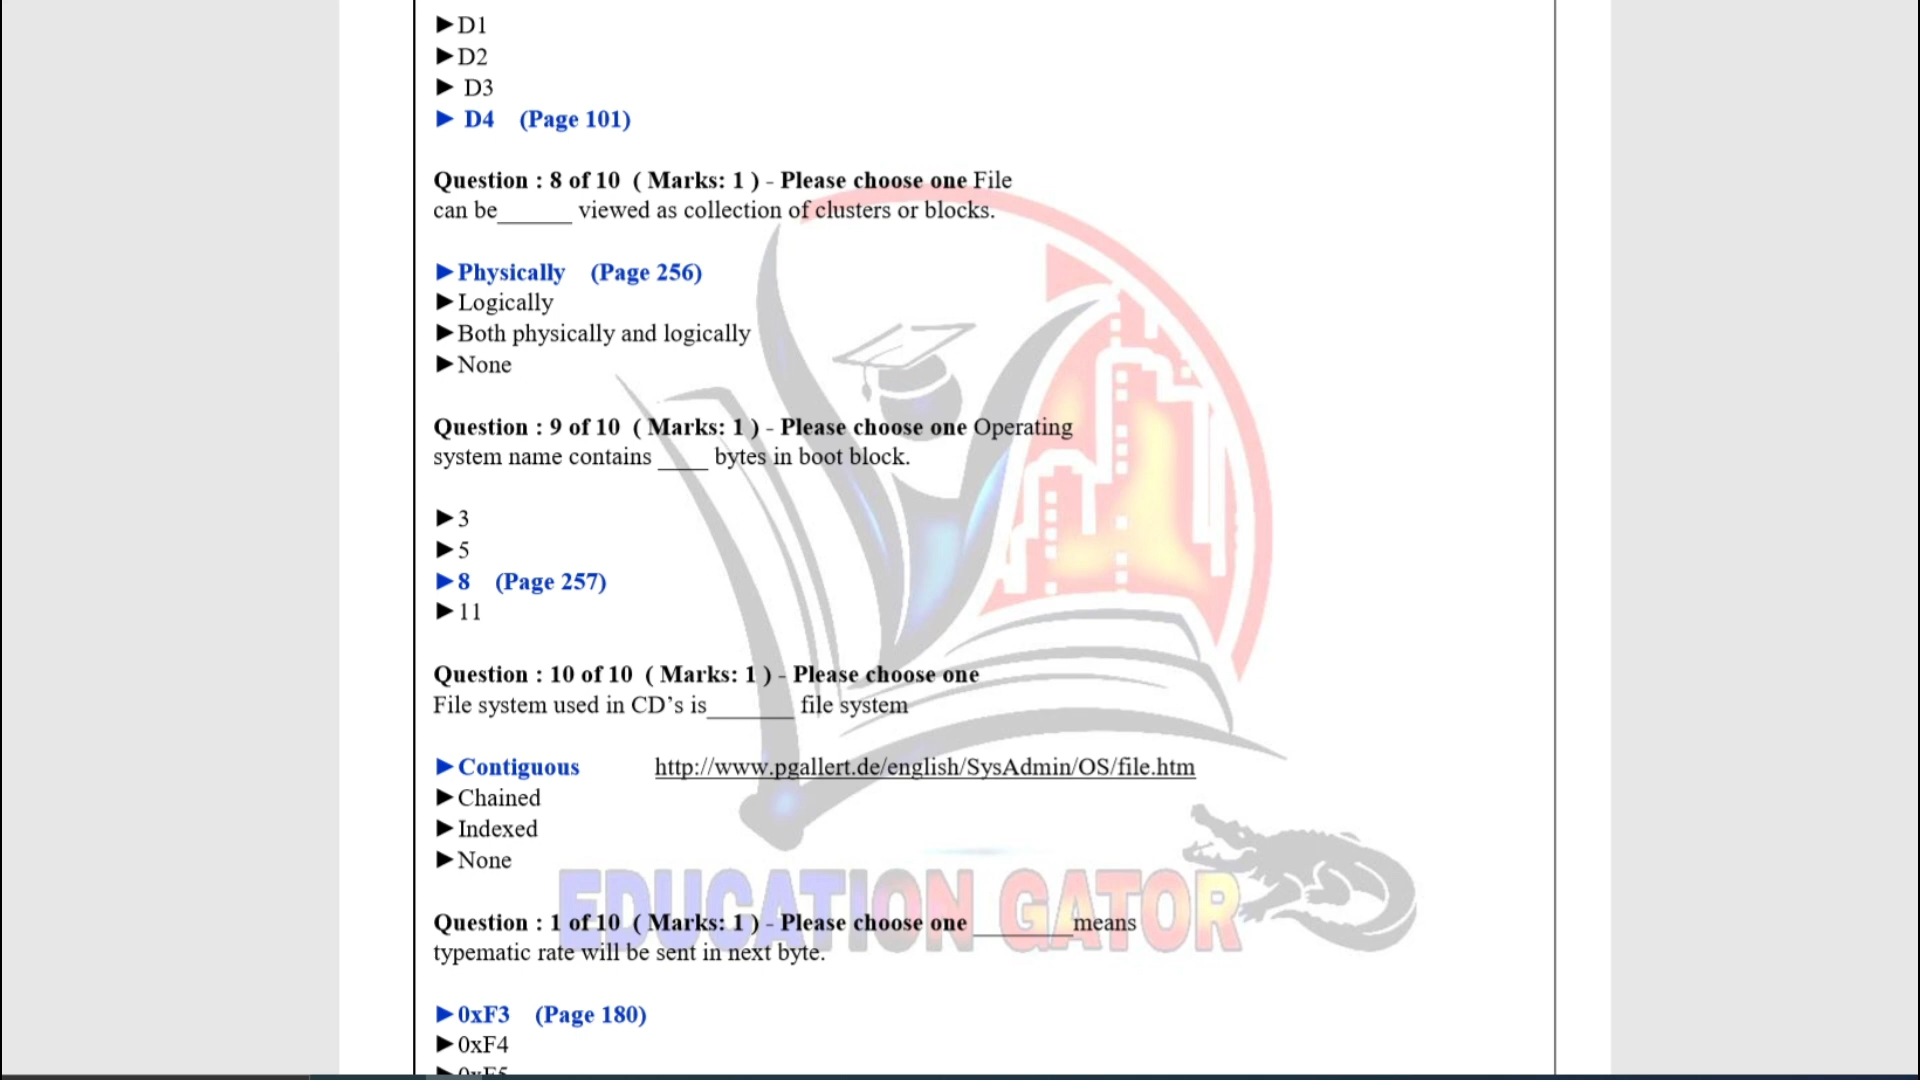 ►D1
►D2
► D3
► D4 (Page 101)
Question : 8 of 10 ( Marks: 1 ) - Please choose one File
can be______ viewed as collection of clusters or blocks.
►Physically (Page 256)
►Logically
►Both physically and logically
►None
Question : 9 of 10 ( Marks: 1 ) - Please choose one Operating
system name contains ____ bytes in boot block.
►3
►5
►8 (Page 257)
►11
Question : 10 of 10 ( Marks: 1 ) - Please choose one
File system used in CD’s is_______ file system
►Contiguous http://www.pgallert.de/english/SysAdmin/OS/file.htm
►Chained
►Indexed
►None
EDUCATION GATOR
Question : 1 of 10 ( Marks: 1 ) - Please choose one ________means
typematic rate will be sent in next byte.
►0xF3 (Page 180)
►0xF4
►0xF5